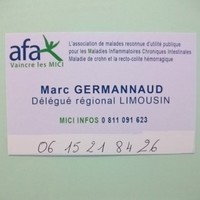 afa
Vaincre les MICI
L'association de malades reconnue d'utilité publique
pour les Maladies Inflammatoires Chroniques Intestinales
Maladie de crohn et la recto-colite hémorragique
Marc GERMANNAUD
Délégué régional LIMOUSIN
MICI INFOS 0 811 091 623
06 15 21 84 26